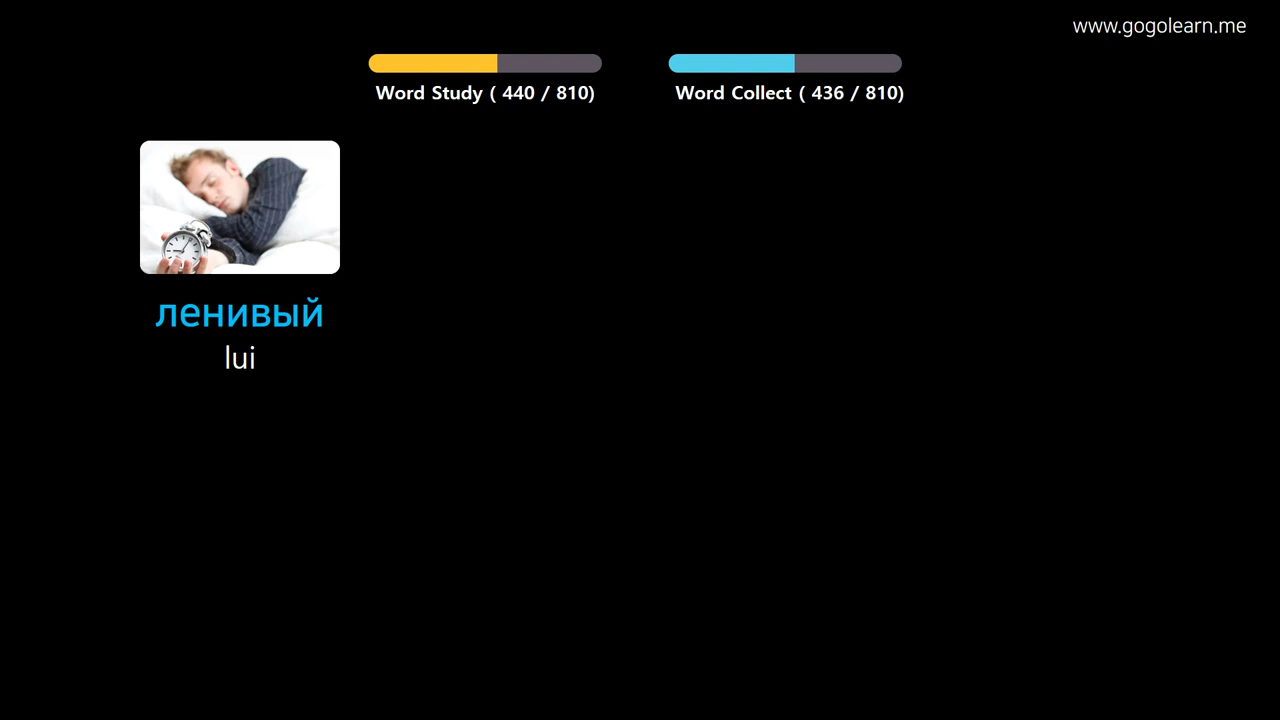 www.gogolearn.me
Word Study ( 440 / 810)
Word Collect ( 436 / 810)
ленивый
lui